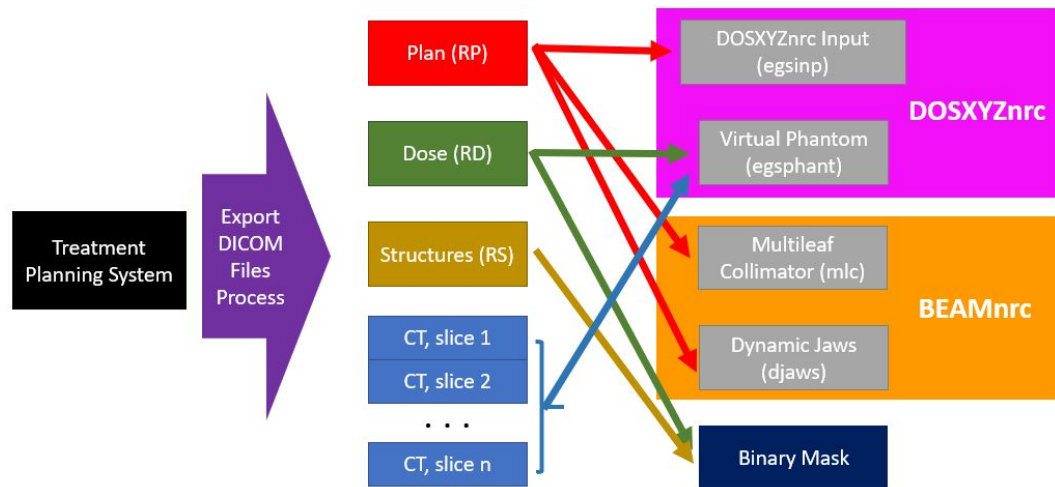 Treatment
Planning System
Export
DICOM
Files
Process
Plan (RP)
Dose (RD)
Structures (RS)
CT, slice 1
CT, slice 2
. . .
CT, slice n
DOSXYZnrc Input
(egsinp)
Virtual Phantom
(egsphant)
DOSXYZnrc
Multileaf
Collimator (mlc)
Dynamic Jaws
(djaws)
BEAMnrc
Binary Mask